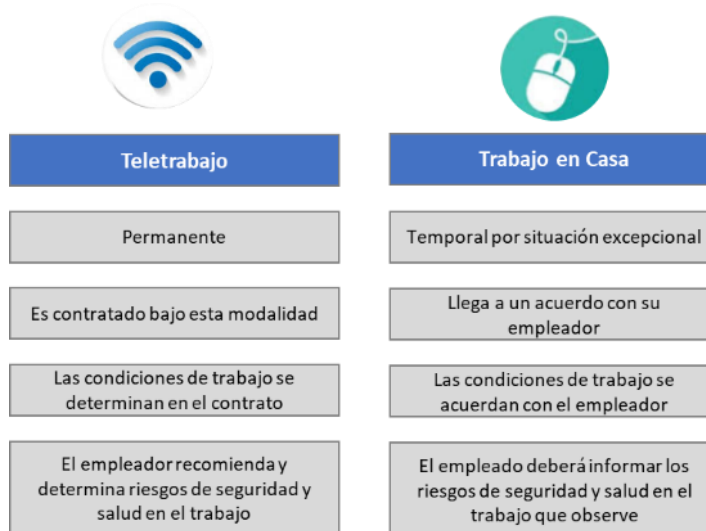 Teletrabajo
Permanente
Es contratado bajo esta modalidad
Las condiciones de trabajo se
determinan en el contrato
El empleador recomienda y
determina riesgos de seguridad y
salud en el trabajo
Trabajo en Casa
Temporal por situación excepcional
Llega a un acuerdo con su
empleador
Las condiciones de trabajo se
acuerdan con el empleador
El empleado deberá informar los
riesgos de seguridad y salud en el
trabajo que observe